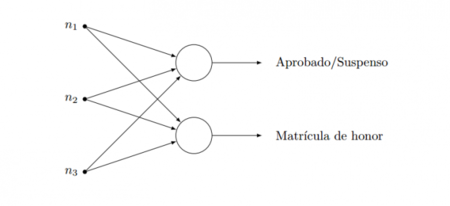 n1
Aprobado/Suspenso
n2
Matrícula de honor
n3